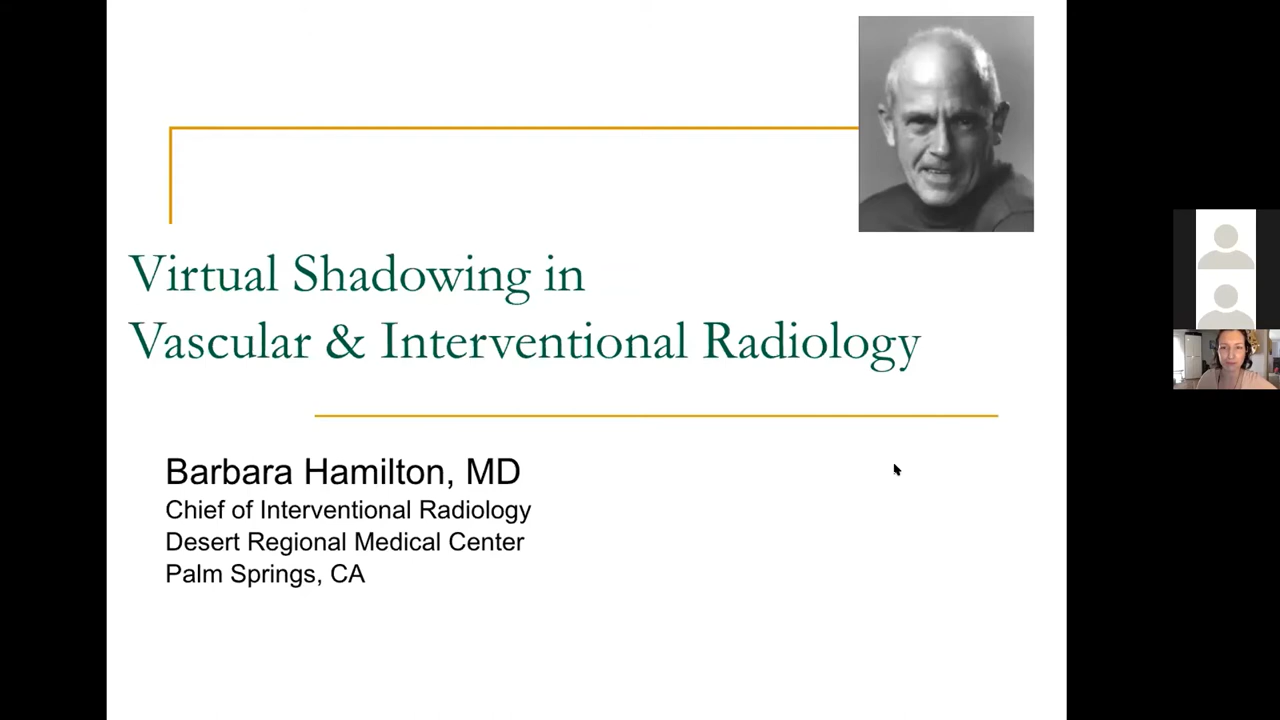 Virtual Shadowing in
Vascular & Interventional Radiology
Barbara Hamilton, MD
Chief of Interventional Radiology
Desert Regional Medical Center
Palm Springs, CA